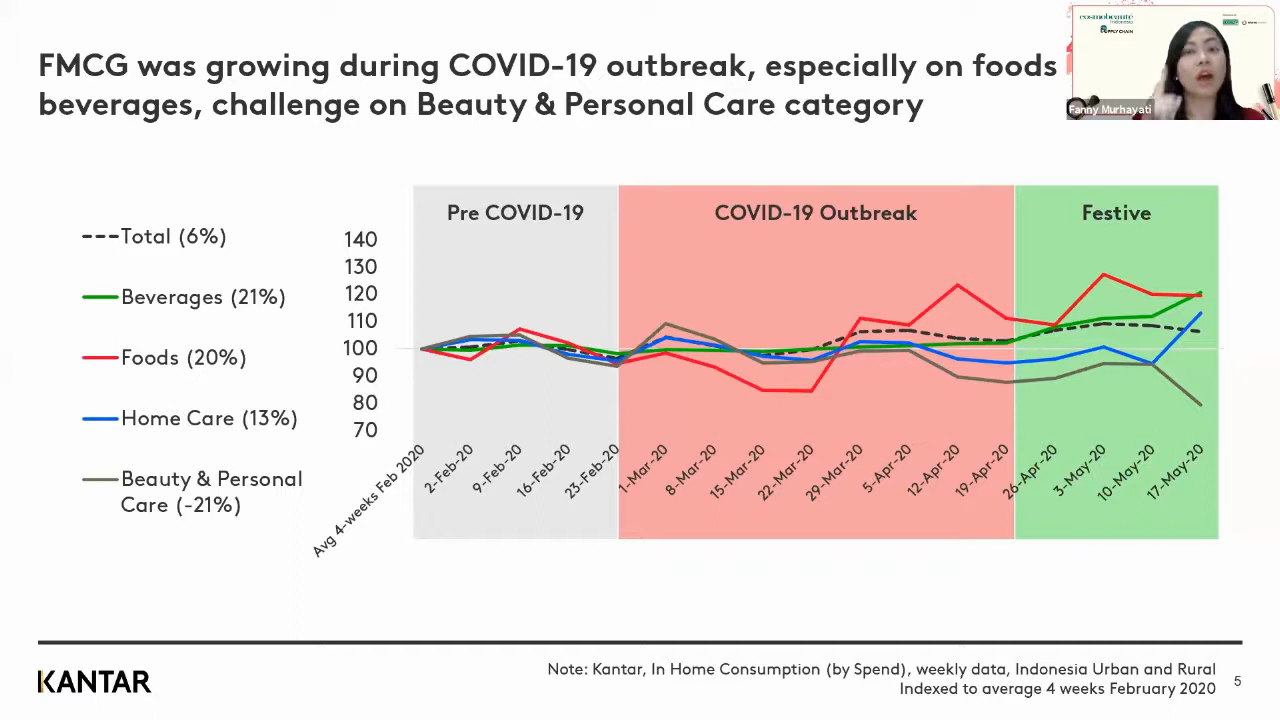 FMCG was growing during COVID-19 outbreak, especially on foods
beverages, challenge on Beauty & Personal Care category
cosmobeauté
indonesia
SUPPLY CHAIN
Fanny Murhayati
Pre COVID-19
COVID-19 Outbreak
Festive
Total (6%)
Beverages (21%)
Foods (20%)
Home Care (13%)
Beauty & Personal
Care (-21%)
140
130
120
110
100
90
80
70
Avg 4-weeks Feb 2020
2-Feb-20
9-Feb-20
16-Feb-20
23-Feb-20
1-Mar-20
8-Mar-20
15-Mar-20
22-Mar-20
29-Mar-20
5-Apr-20
12-Apr-20
19-Apr-20
26-Apr-20
3-May-20
10-May-20
17-May-20
KANTAR
Note: Kantar, In Home Consumption (by Spend), weekly data, Indonesia Urban and Rural
Indexed to average 4 weeks February 2020
5